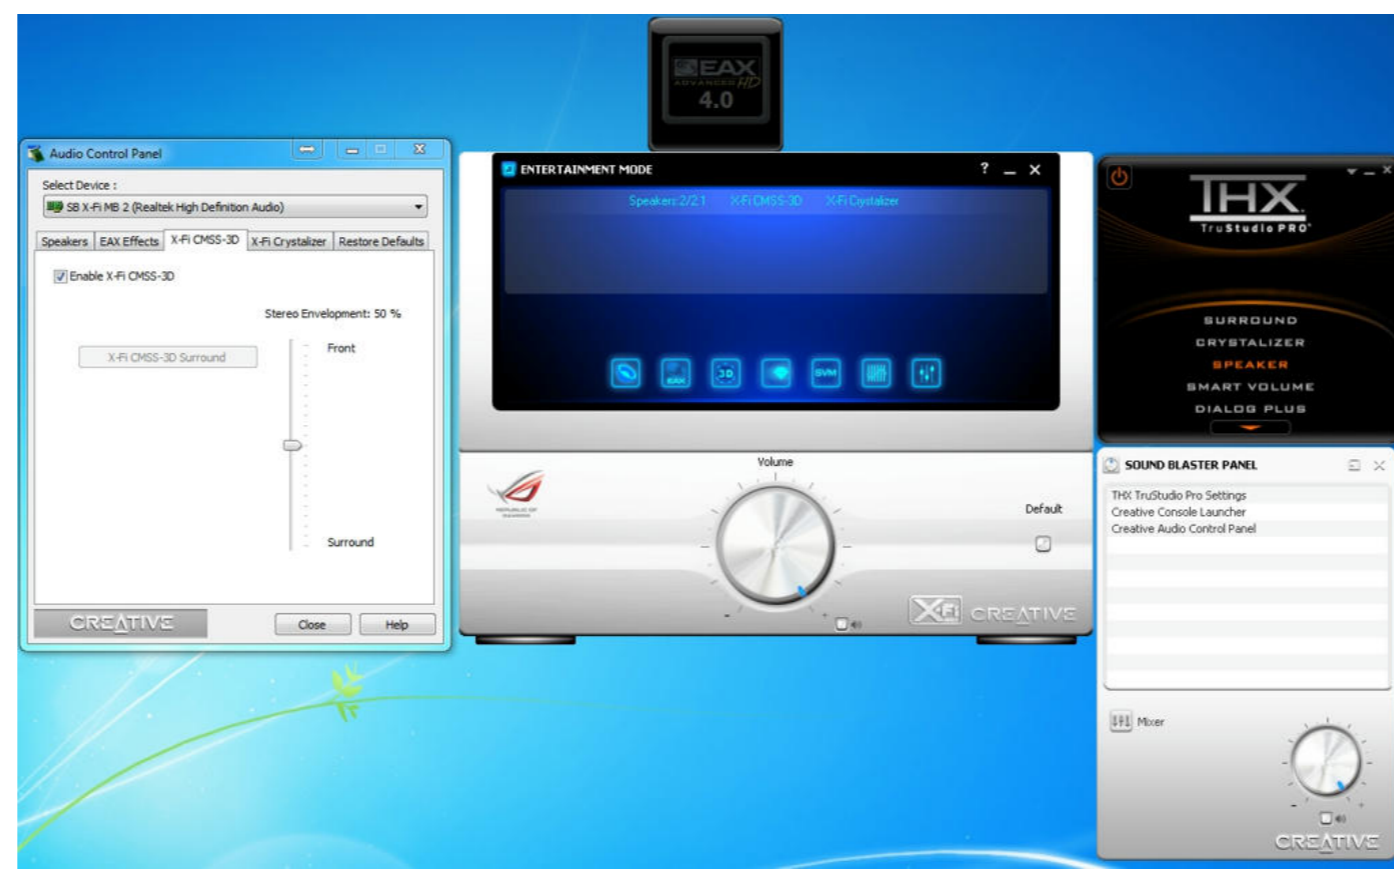 EAX
ADVANCED HD
4.0
Audio Control Panel
Select Device :
SB X-Fi MB 2 (Realtek High Definition Audio)
Speakers EAX Effects X-Fi CMSS-3D X-Fi Crystalizer Restore Defaults
Enable X-Fi CMSS-3D
Stereo Envelopment: 50 %
Front
X-Fi CMSS-3D Surround
Surround
CREATIVE
Close Help
ENTERTAINMENT MODE
Speakers: 2/2.1 X-Fi CMSS-3D X-Fi Crystalizer
EAX 3D SVM
Volume
REPUBLIC OF
GAMERS
Default
X-Fi CREATIVE
THX
TruStudio PRO
SURROUND
CRYSTALIZER
SPEAKER
SMART VOLUME
DIALOG PLUS
SOUND BLASTER PANEL
THX TruStudio Pro Settings
Creative Console Launcher
Creative Audio Control Panel
Mixer
CREATIVE